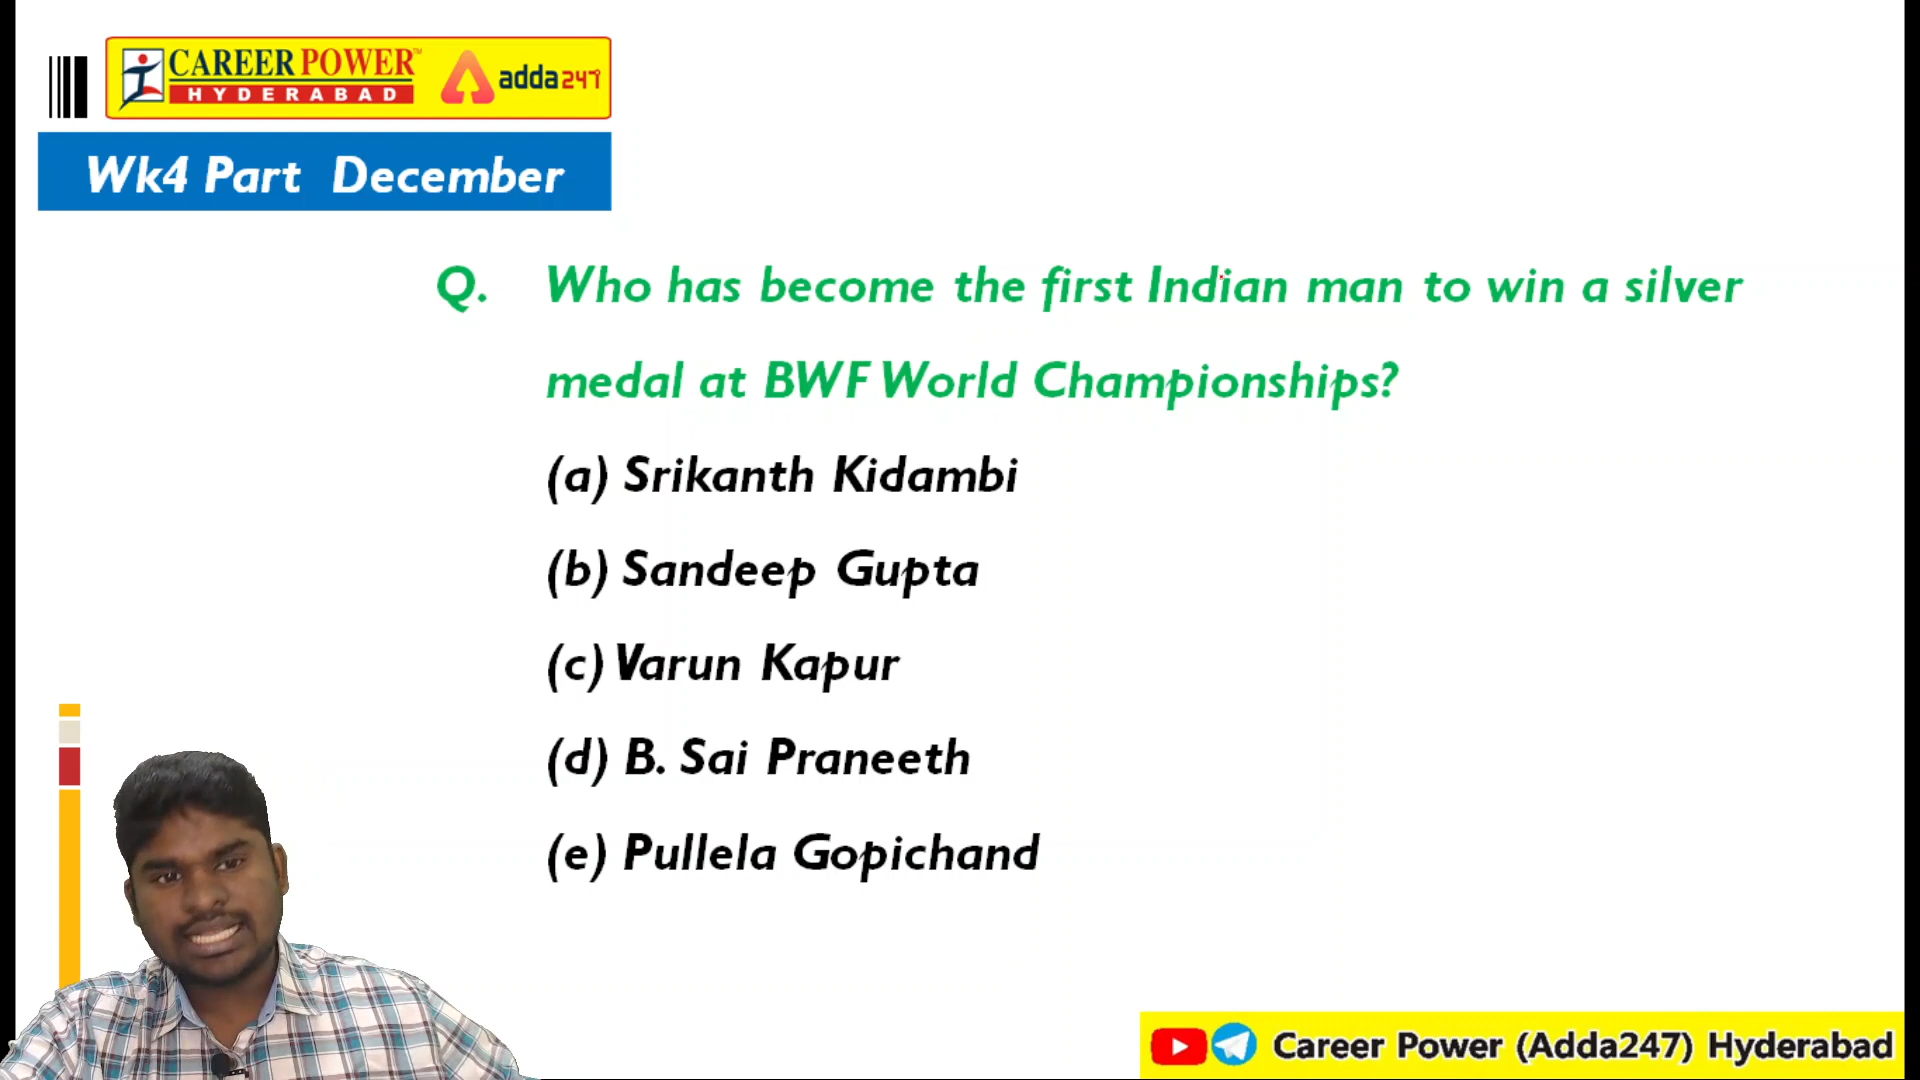 CAREER POWER™
HYDERABAD
adda247
Wk4 Part December
Q. Who has become the first Indian man to win a silver
medal at BWF World Championships?
(a) Srikanth Kidambi
(b) Sandeep Gupta
(c) Varun Kapur
(d) B. Sai Praneeth
(e) Pullela Gopichand
Career Power (Adda247) Hyderabad